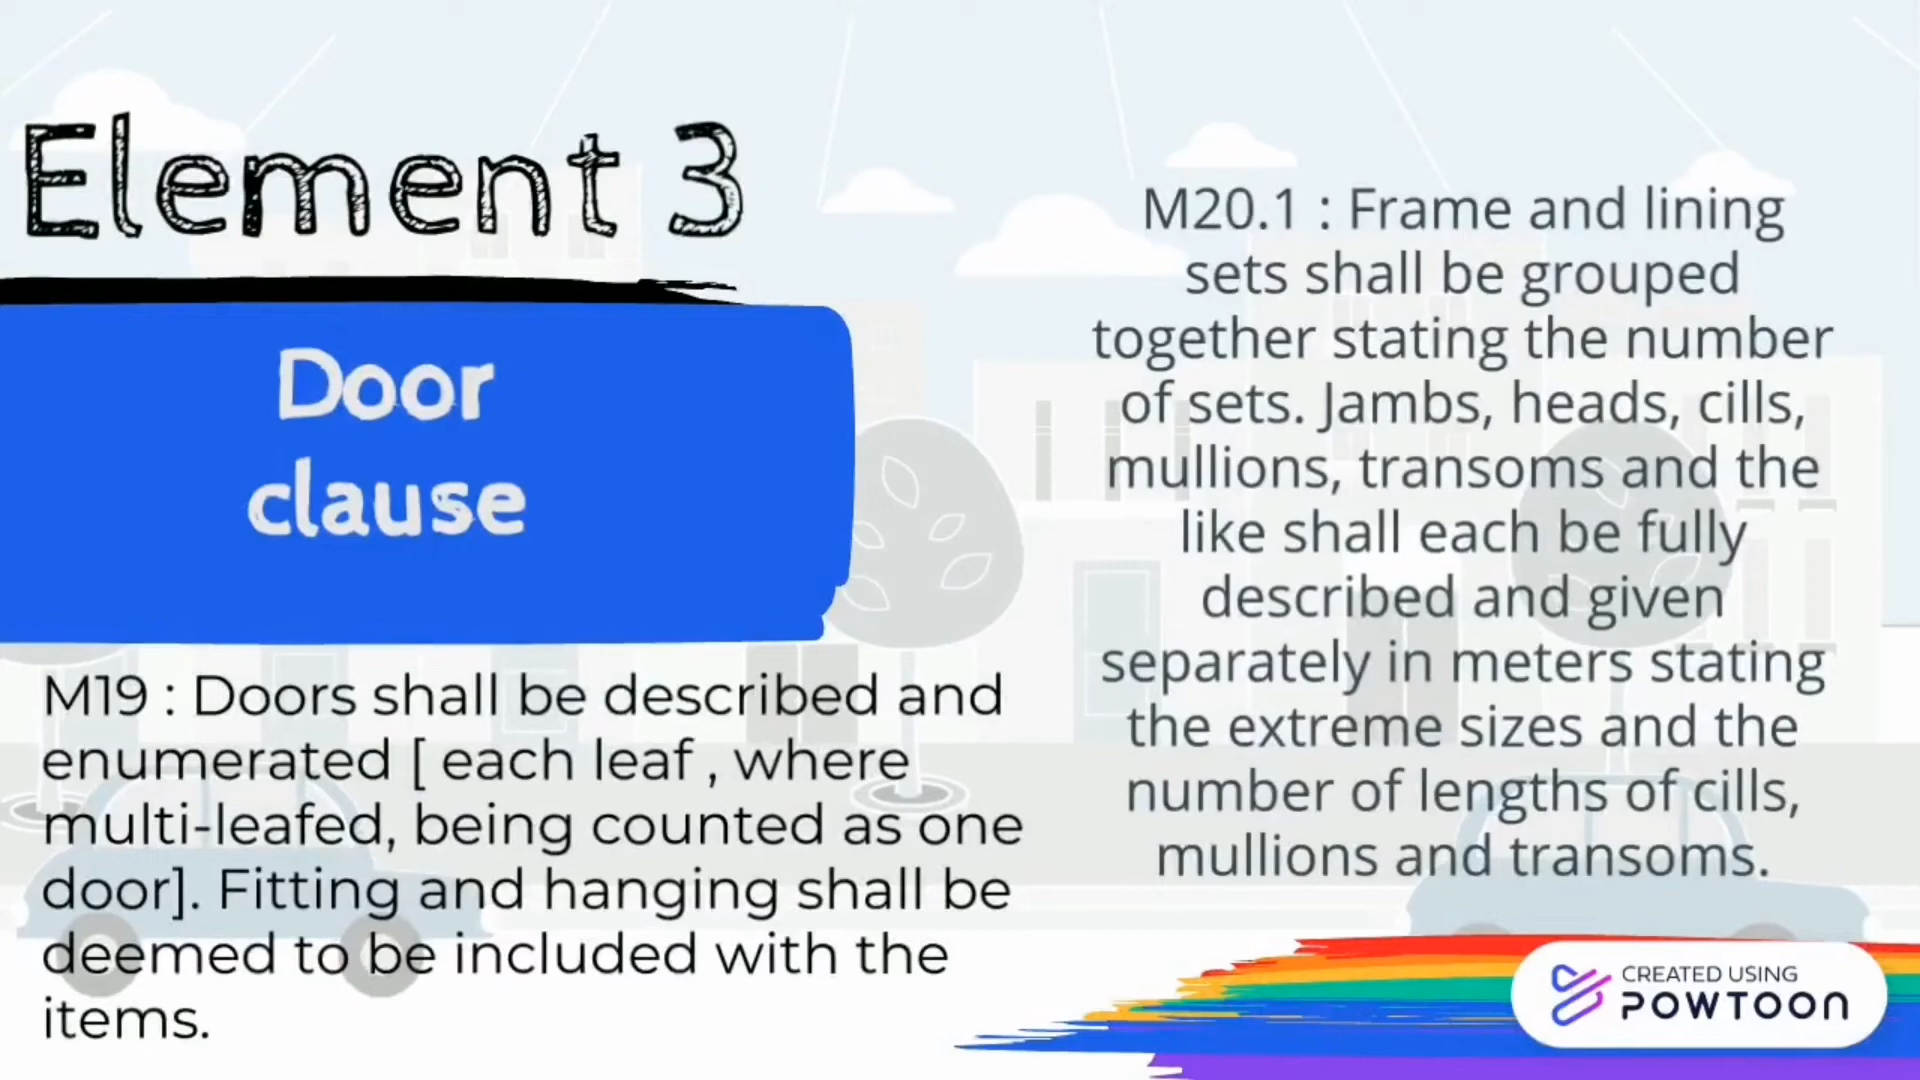 Element 3
Door
clause
M19 : Doors shall be described and
enumerated [ each leaf , where
multi-leafed, being counted as one
door]. Fitting and hanging shall be
deemed to be included with the
items.
M20.1 : Frame and lining
sets shall be grouped
together stating the number
of sets. Jambs, heads, cills,
mullions, transoms and the
like shall each be fully
described and given
separately in meters stating
the extreme sizes and the
number of lengths of cills,
mullions and transoms.
CREATED USING
POWTOON